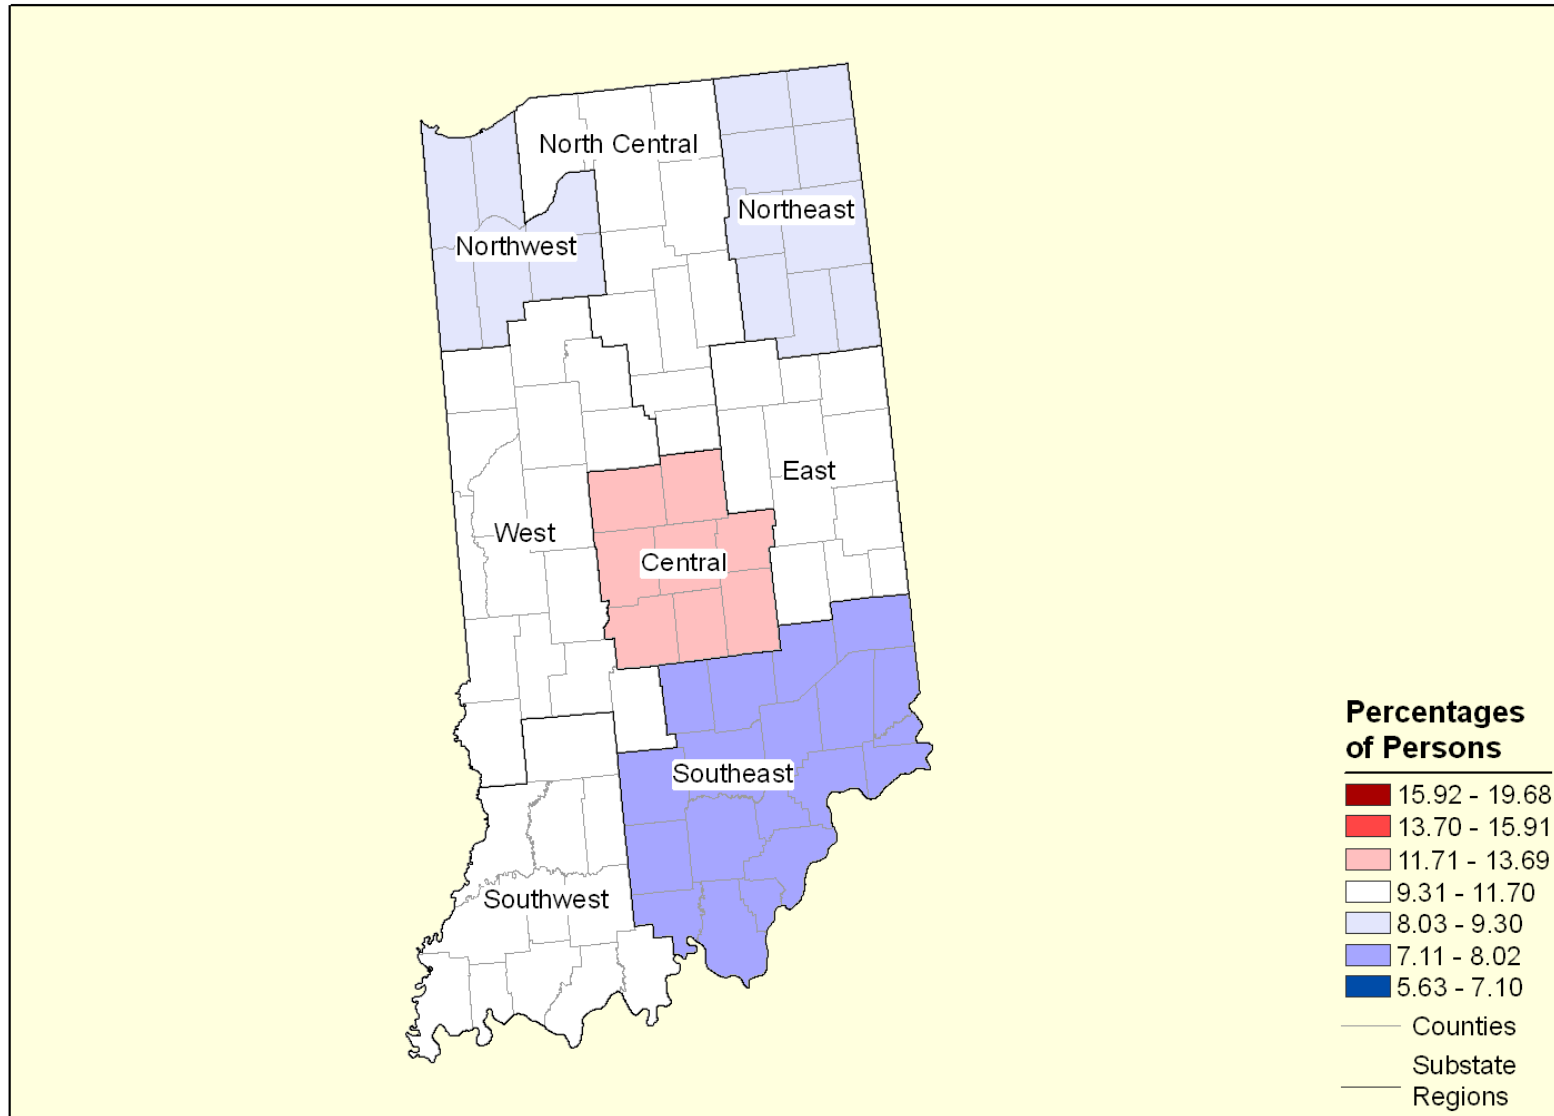 North Central
Northeast
Northwest
East
West
Central
Southeast
Southwest
Percentages
of Persons
15.92 - 19.68
13.70 - 15.91
11.71 - 13.69
9.31 - 11.70
8.03 - 9.30
7.11 - 8.02
5.63 - 7.10
Counties
Substate
Regions